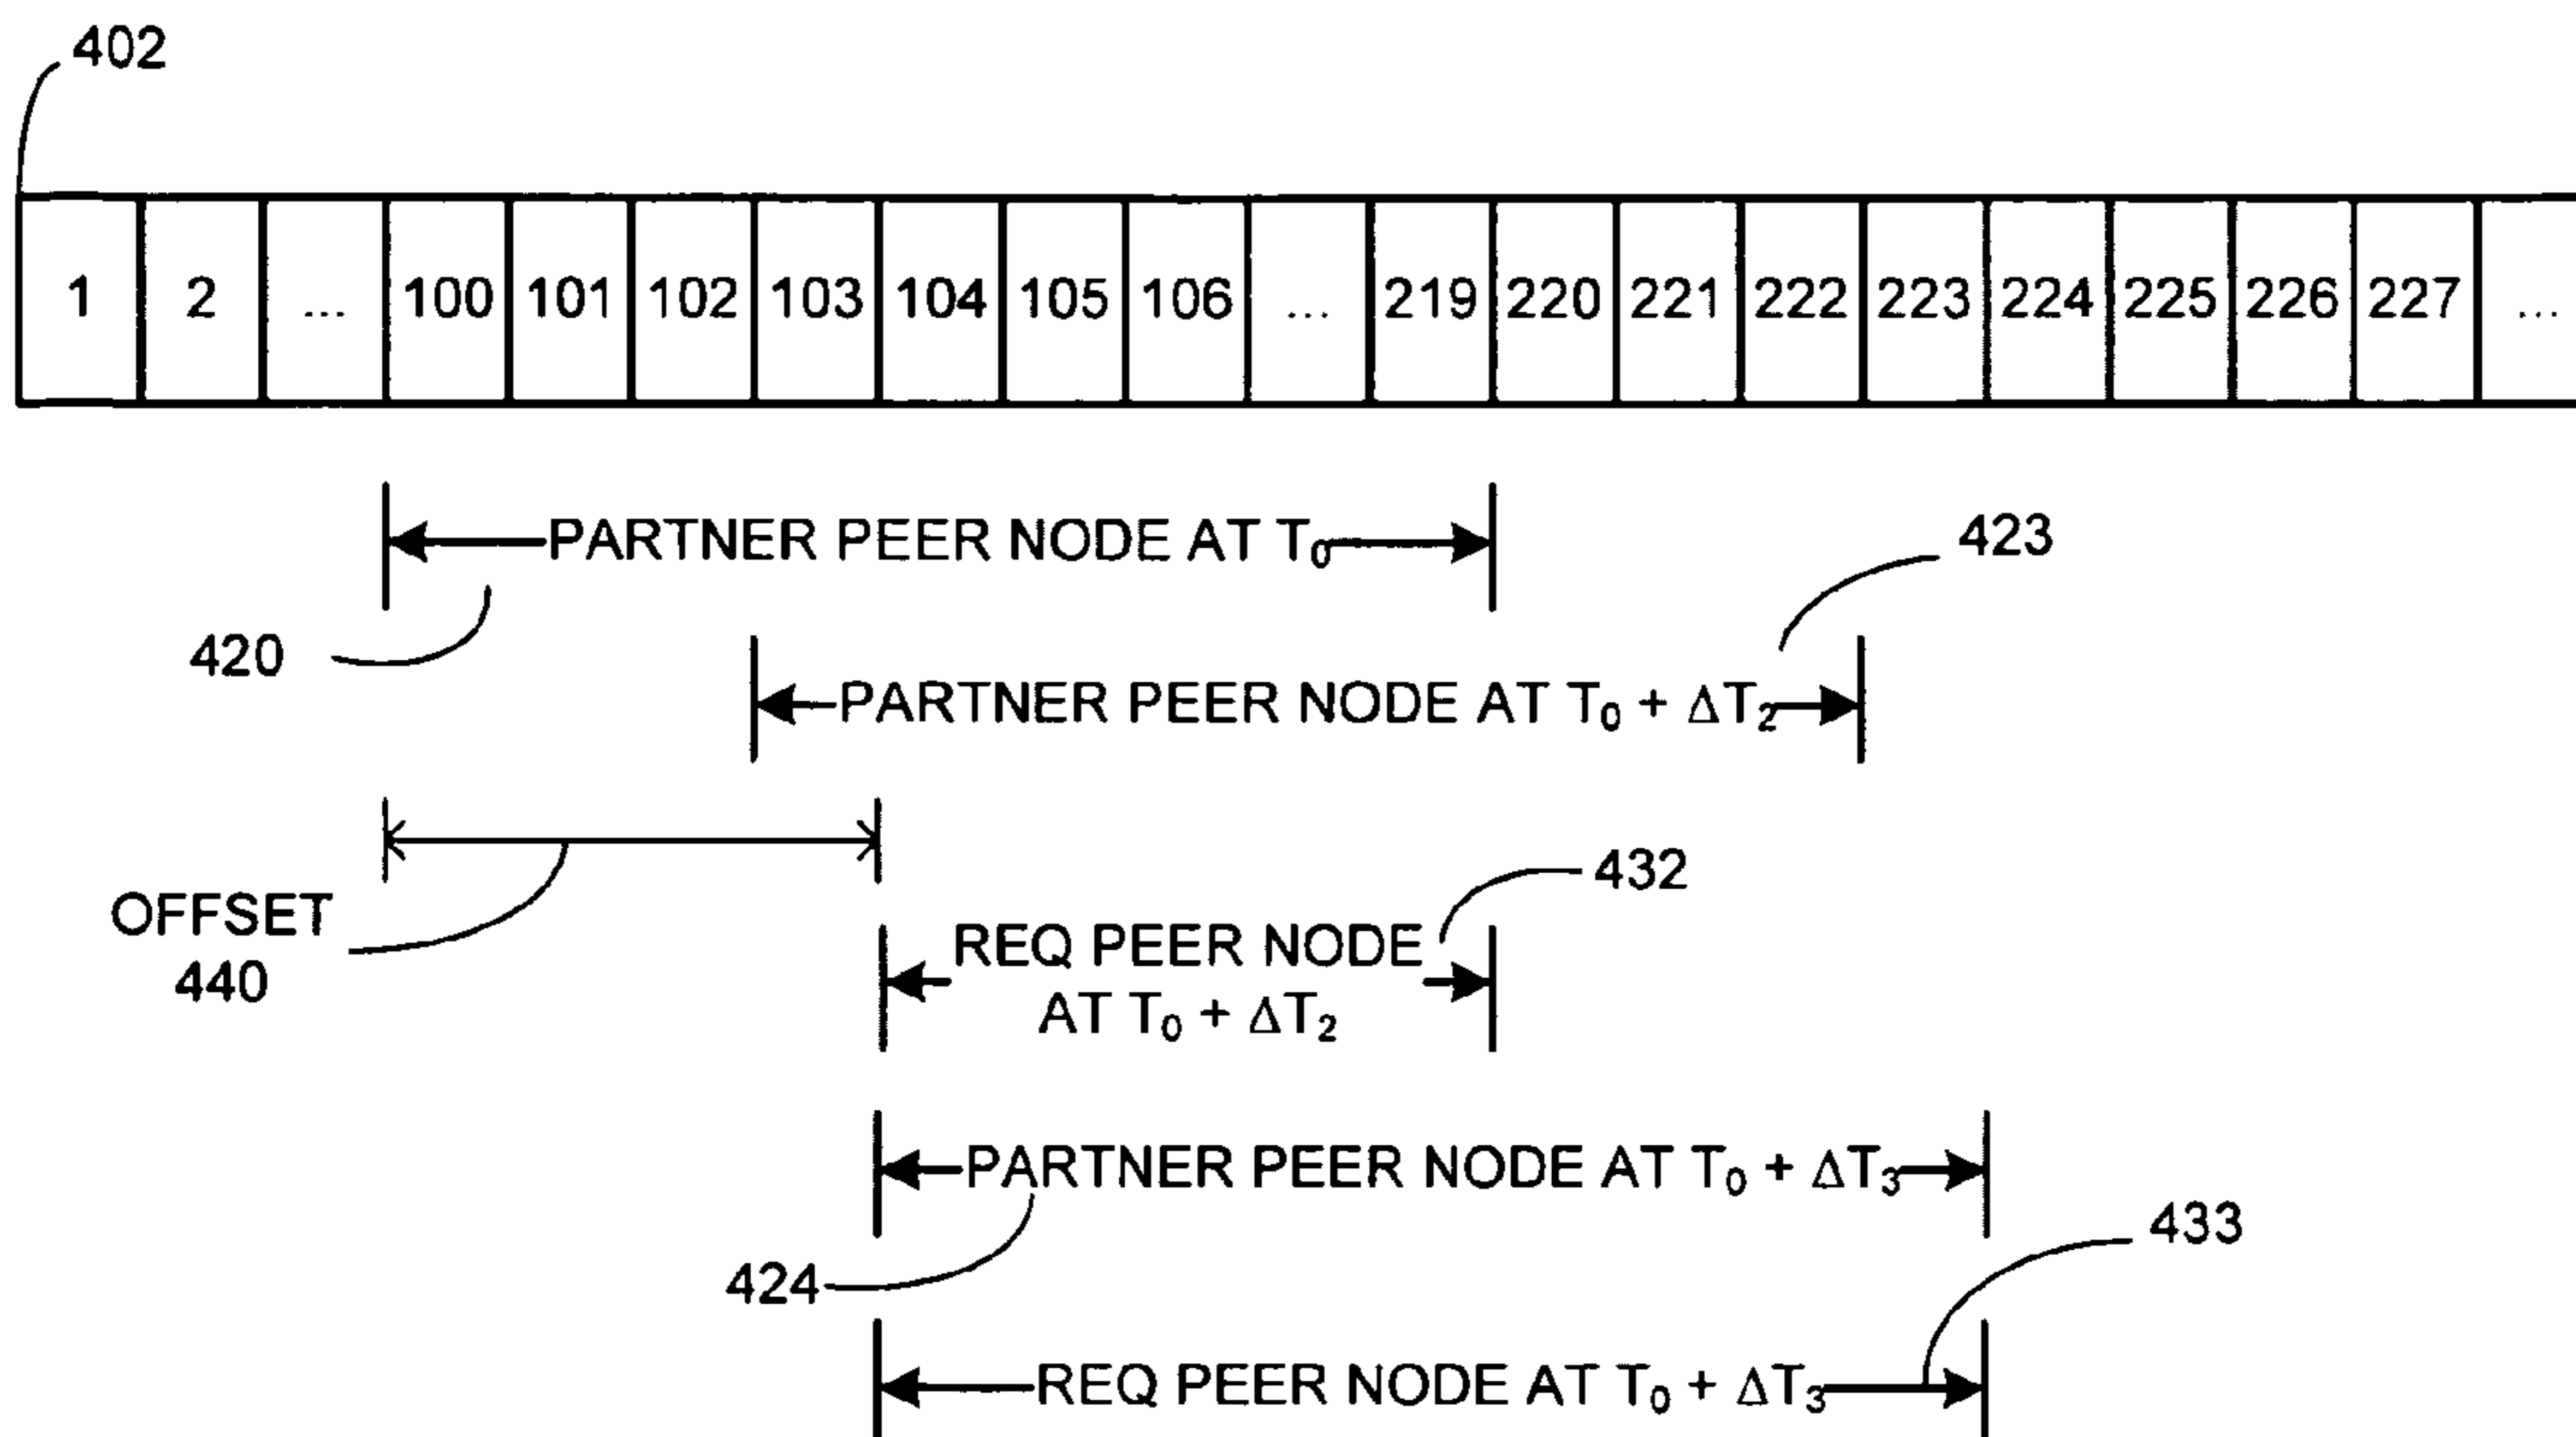 402
1 2 ... 100 101 102 103 104 105 106 ... 219 220 221 222 223 224 225 226 227 ...
PARTNER PEER NODE AT T₀
423
420
PARTNER PEER NODE AT T₀ + ΔT₂
OFFSET
440
432
REQ PEER NODE
AT T₀ + ΔT₂
PARTNER PEER NODE AT T₀ + ΔT₃
433
424
REQ PEER NODE AT T₀ + ΔT₃